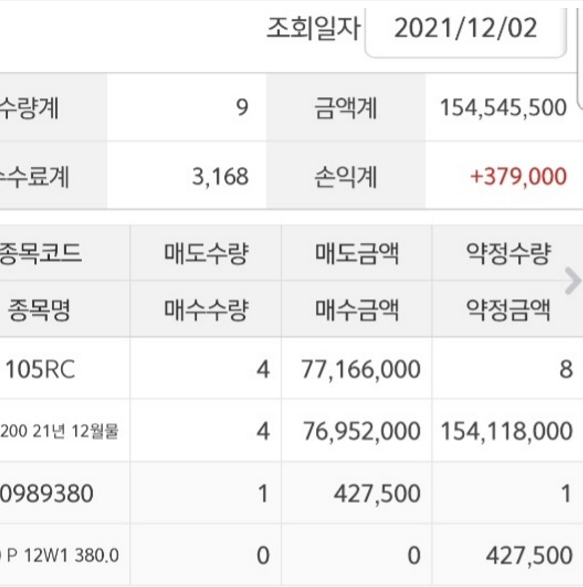 조회일자 2021/12/02
수량계 9 금액계 154,545,500
수수료계 3,168 손익계 +379,000
종목코드 매도수량 매도금액 약정수량
종목명 매수수량 매수금액 약정금액
105RC 4 77,166,000 8
200 21년 12월물 4 76,952,000 154,118,000
0989380 1 427,500 1
P 12W1 380.0 0 0 427,500